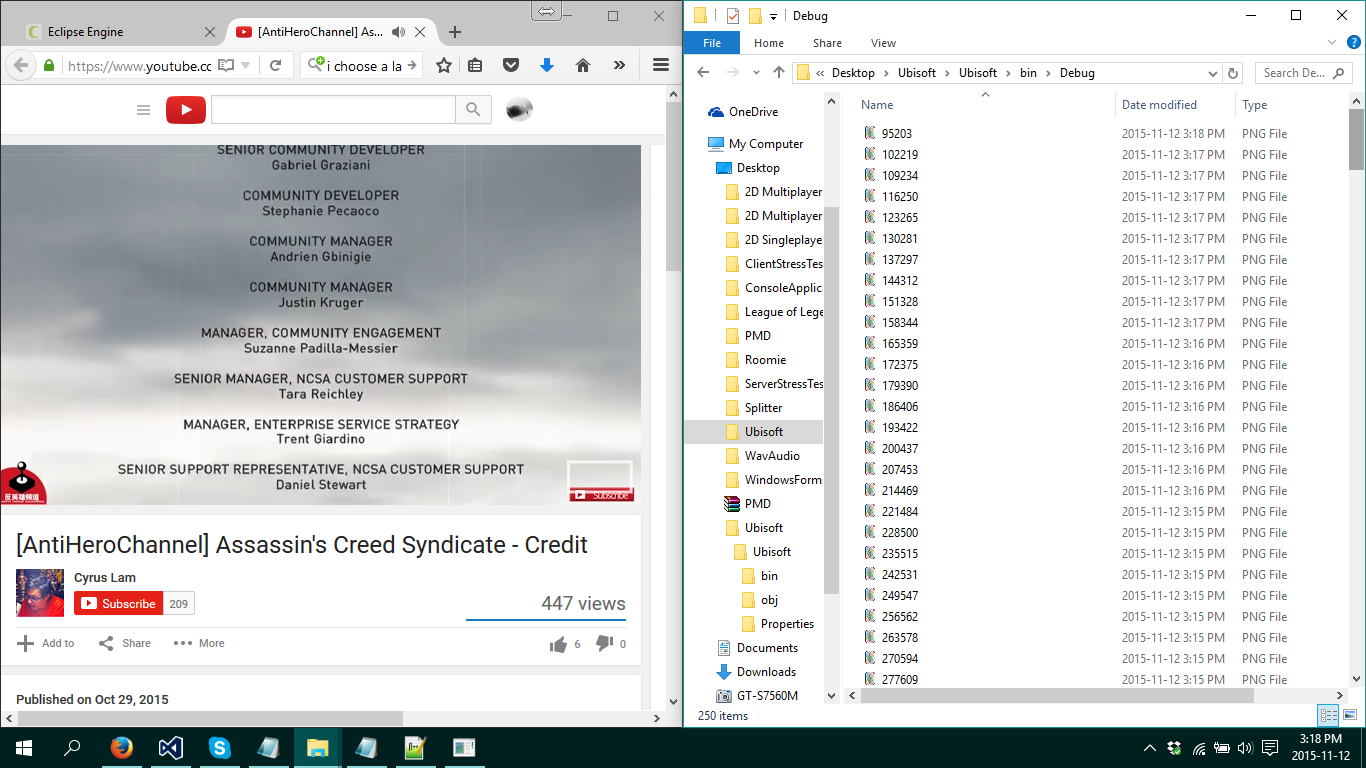 Eclipse Engine
[AntiHeroChannel] As...
https://www.youtube.cc
i choose a la
SENIOR COMMUNITY DEVELOPER
Gabriel Graziani
COMMUNITY DEVELOPER
Stephanie Pecaoco
COMMUNITY MANAGER
Andrien Gbinigie
COMMUNITY MANAGER
Justin Kruger
MANAGER, COMMUNITY ENGAGEMENT
Suzanne Padilla-Messier
SENIOR MANAGER, NCSA CUSTOMER SUPPORT
Tara Reichley
MANAGER, ENTERPRISE SERVICE STRATEGY
Trent Giardino
SENIOR SUPPORT REPRESENTATIVE, NCSA CUSTOMER SUPPORT
Daniel Stewart
反英雄頻道
Subscribe
[AntiHeroChannel] Assassin's Creed Syndicate - Credit
Cyrus Lam
Subscribe 209
447 views
Add to Share More 6 0
Published on Oct 29, 2015
Debug
File Home Share View
« Desktop Ubisoft Ubisoft bin Debug
Search De...
OneDrive
My Computer
Desktop
2D Multiplayer
2D Multiplayer
2D Singleplaye
ClientStressTes
ConsoleApplic
League of Lege
PMD
Roomie
ServerStressTes
Splitter
Ubisoft
WavAudio
WindowsForm
PMD
Ubisoft
Ubisoft
bin
obj
Properties
Documents
Downloads
GT-S7560M
Name Date modified Type
95203 2015-11-12 3:18 PM PNG File
102219 2015-11-12 3:17 PM PNG File
109234 2015-11-12 3:17 PM PNG File
116250 2015-11-12 3:17 PM PNG File
123265 2015-11-12 3:17 PM PNG File
130281 2015-11-12 3:17 PM PNG File
137297 2015-11-12 3:17 PM PNG File
144312 2015-11-12 3:17 PM PNG File
151328 2015-11-12 3:17 PM PNG File
158344 2015-11-12 3:17 PM PNG File
165359 2015-11-12 3:16 PM PNG File
172375 2015-11-12 3:16 PM PNG File
179390 2015-11-12 3:16 PM PNG File
186406 2015-11-12 3:16 PM PNG File
193422 2015-11-12 3:16 PM PNG File
200437 2015-11-12 3:16 PM PNG File
207453 2015-11-12 3:16 PM PNG File
214469 2015-11-12 3:16 PM PNG File
221484 2015-11-12 3:15 PM PNG File
228500 2015-11-12 3:15 PM PNG File
235515 2015-11-12 3:15 PM PNG File
242531 2015-11-12 3:15 PM PNG File
249547 2015-11-12 3:15 PM PNG File
256562 2015-11-12 3:15 PM PNG File
263578 2015-11-12 3:15 PM PNG File
270594 2015-11-12 3:15 PM PNG File
277609 2015-11-12 3:15 PM PNG File
250 items
3:18 PM
2015-11-12